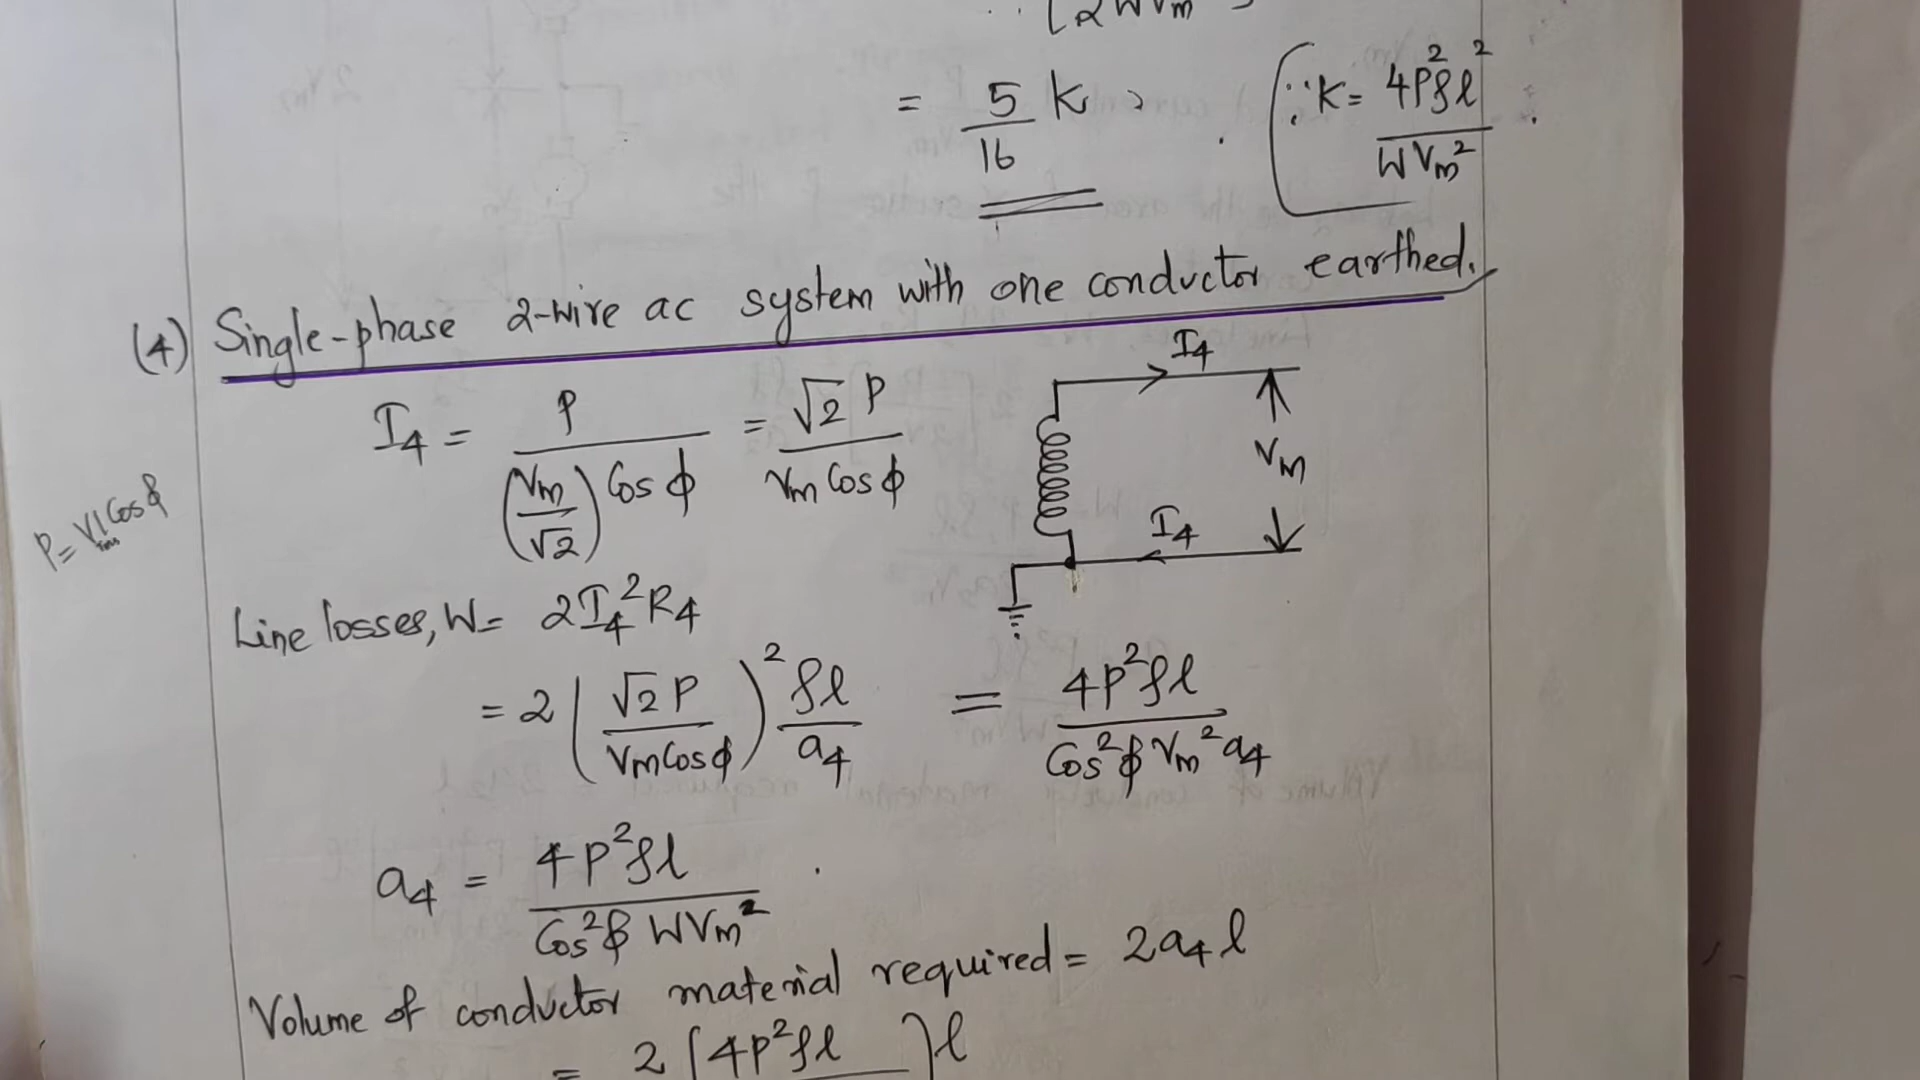 [2WVm
= 5/16 K, (∵ K = 4P²ρl²/WVm²
(4) Single-phase 2-wire ac system with one conductor earthed.
I4 = P/(Vm/√2) Cos ϕ = √2 P/Vm Cos ϕ
I4
Vm
I4
P = VI Cos ϕ
Line losses, W = 2I4²R4
= 2 (√2 P/Vm Cos ϕ)² ρl/a4 = 4P²ρl/Cos²ϕ Vm² a4
a4 = 4P²ρl/Cos²ϕ WVm²
Volume of conductor material required = 2a4 l
= 2 [4P²ρl ]l